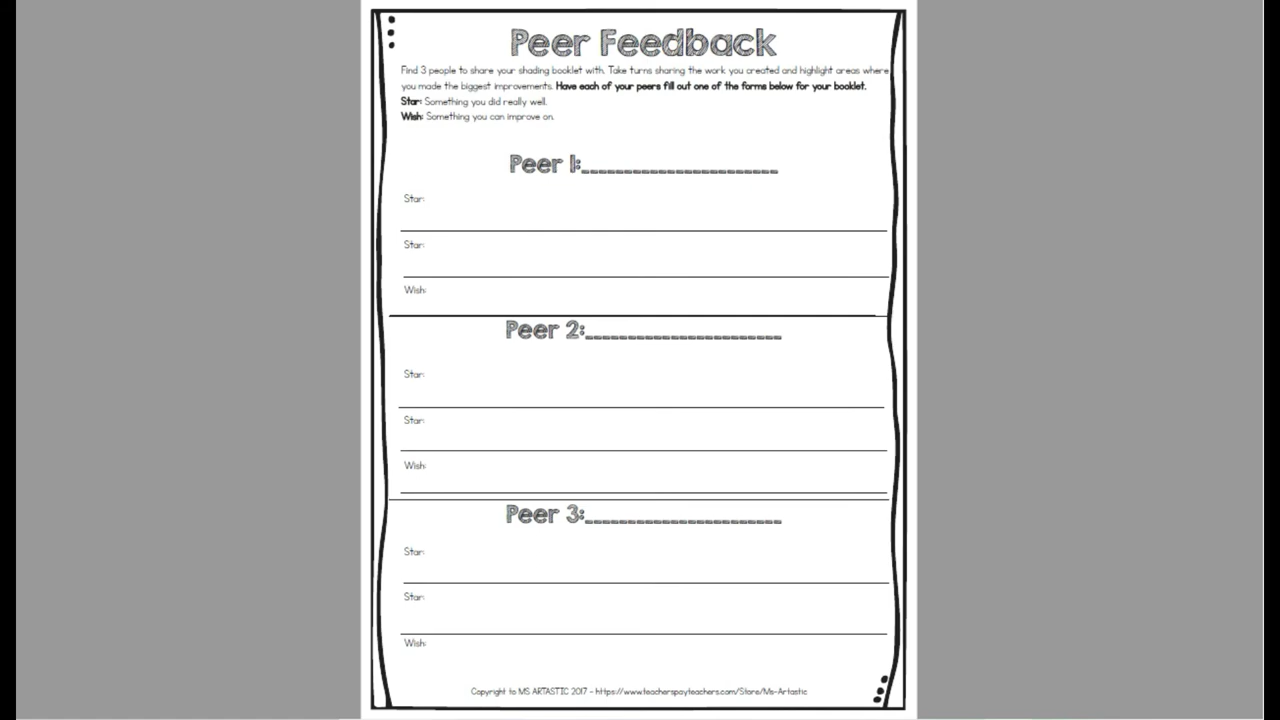 Peer Feedback
Find 3 people to share your shading booklet with. Take turns sharing the work you created and highlight areas where
you made the biggest improvements. Have each of your peers fill out one of the forms below for your booklet.
Star: Something you did really well.
Wish: Something you can improve on.
Peer 1:______________________
Star:
Star:
Wish:
Peer 2:______________________
Star:
Star:
Wish:
Peer 3:______________________
Star:
Star:
Wish:
Copyright to MS ARTASTIC 2017 - https://www.teacherspayteachers.com/Store/Ms-Artastic